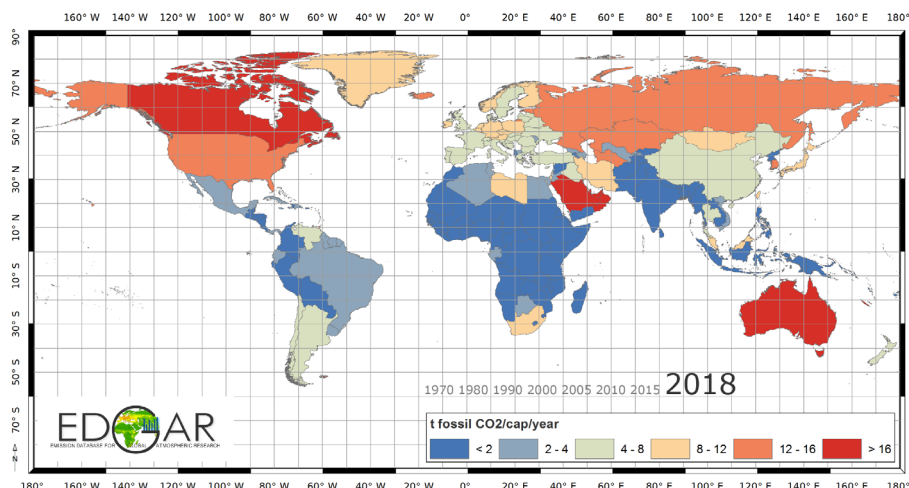 180° 160° W 140° W 120° W 100° W 80° W 60° W 40° W 20° W 0° 20° E 40° E 60° E 80° E 100° E 120° E 140° E 160° E 180°
90°
70° N
50° N
30° N
10° N
10° S
30° S
50° S
70° S
1970 1980 1990 2000 2005 2010 2015 2018
EDGAR
EMISSION DATABASE FOR GLOBAL ATMOSPHERIC RESEARCH
t fossil CO2/cap/year
< 2 2 - 4 4 - 8 8 - 12 12 - 16 > 16
180° 160° W 140° W 120° W 100° W 80° W 60° W 40° W 20° W 0° 20° E 40° E 60° E 80° E 100° E 120° E 140° E 160° E 180°